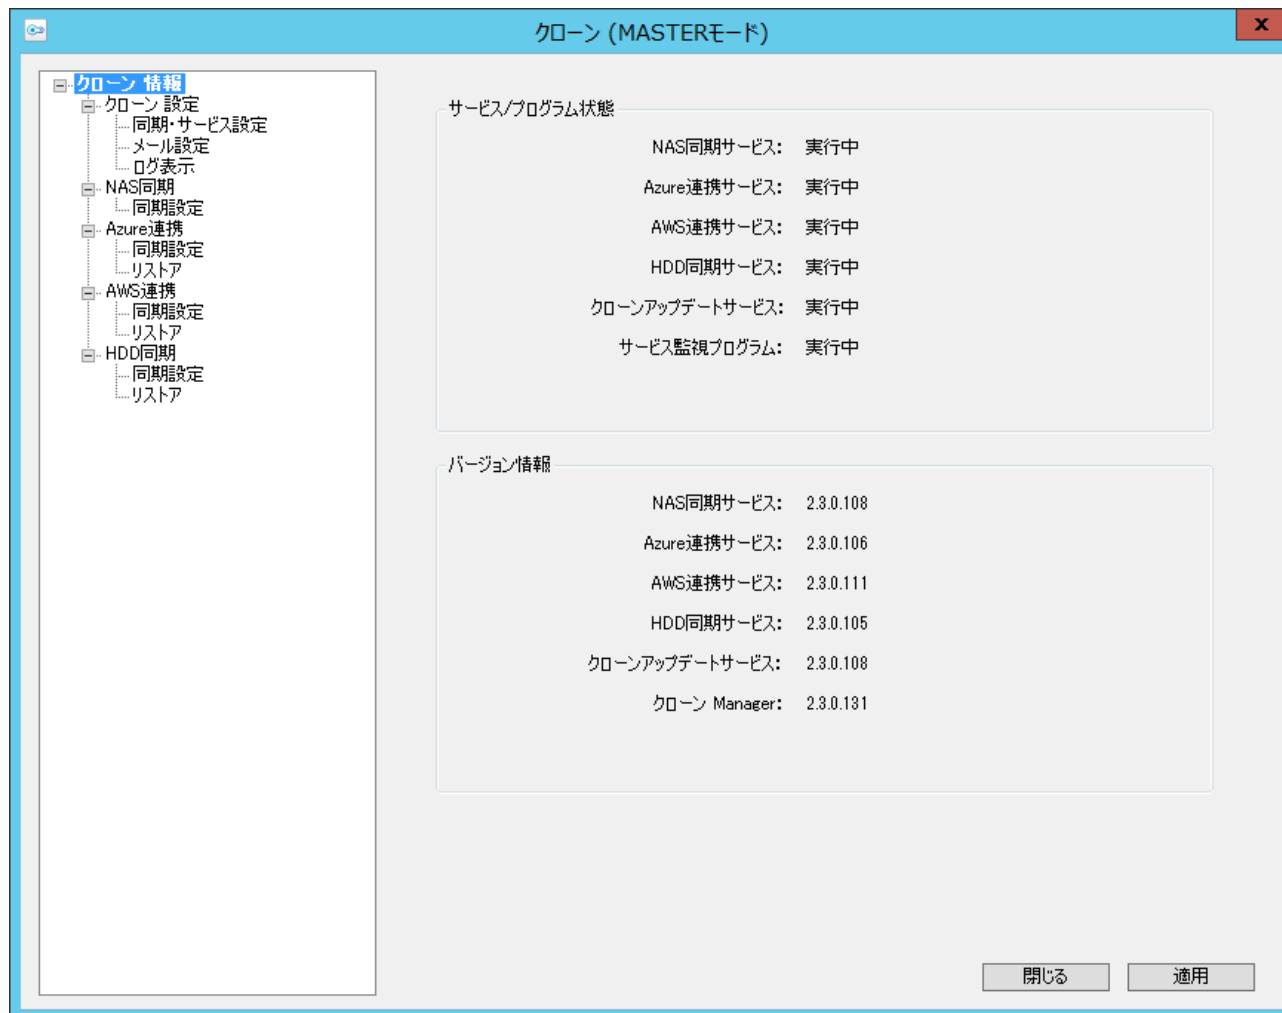 クローン (MASTERモード)
x
クローン 情報
クローン 設定
同期・サービス設定
メール設定
ログ表示
NAS同期
同期設定
Azure連携
同期設定
リストア
AWS連携
同期設定
リストア
HDD同期
同期設定
リストア
サービス/プログラム状態
NAS同期サービス: 実行中
Azure連携サービス: 実行中
AWS連携サービス: 実行中
HDD同期サービス: 実行中
クローンアップデートサービス: 実行中
サービス監視プログラム: 実行中
バージョン情報
NAS同期サービス: 2.3.0.108
Azure連携サービス: 2.3.0.106
AWS連携サービス: 2.3.0.111
HDD同期サービス: 2.3.0.105
クローンアップデートサービス: 2.3.0.108
クローン Manager: 2.3.0.131
閉じる 適用